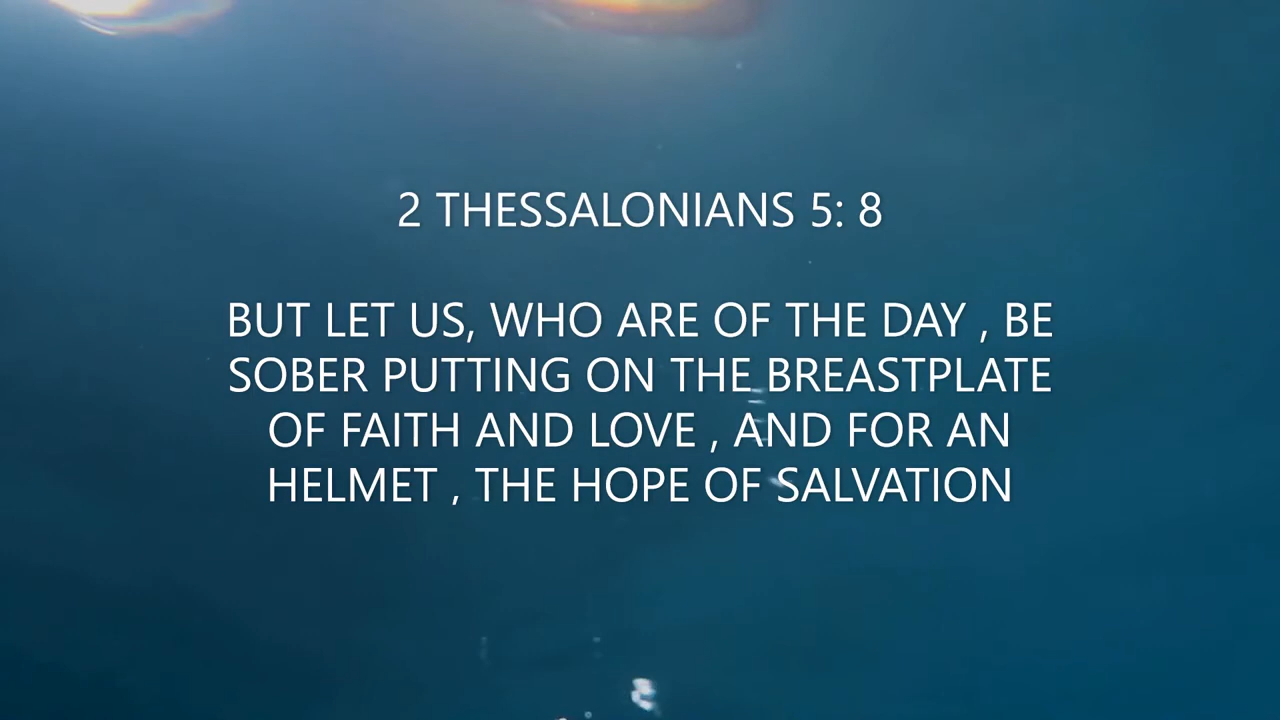 2 THESSALONIANS 5: 8
BUT LET US, WHO ARE OF THE DAY , BE
SOBER PUTTING ON THE BREASTPLATE
OF FAITH AND LOVE , AND FOR AN
HELMET , THE HOPE OF SALVATION